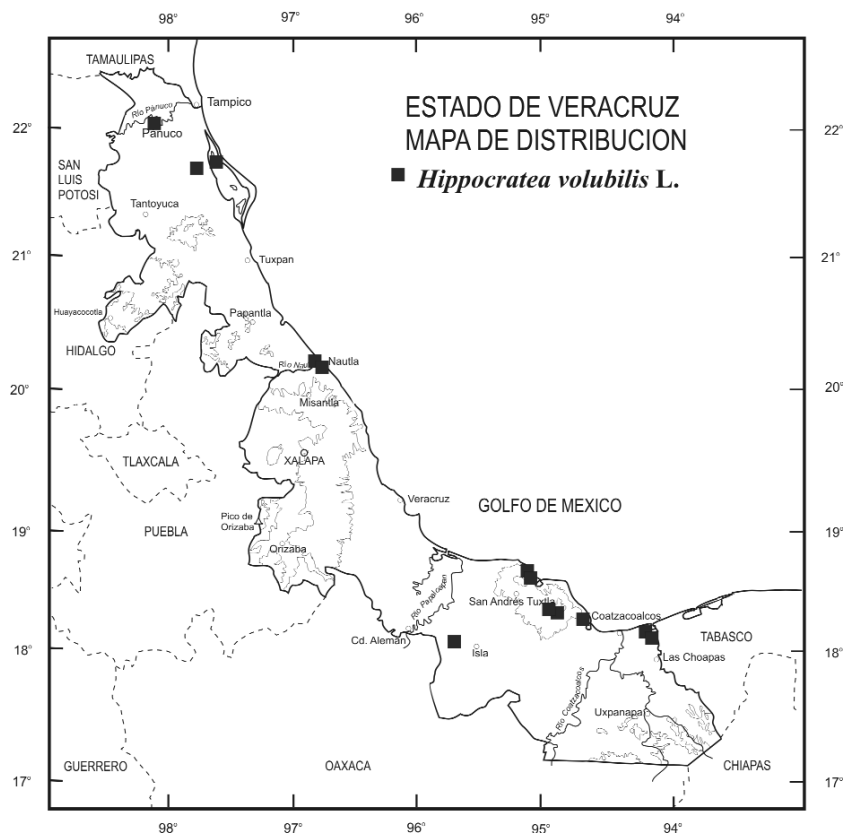 98°
97°
96°
95°
94°
TAMAULIPAS
Río Pánuco
Tampico
Pánuco
22°
22°
ESTADO DE VERACRUZ
MAPA DE DISTRIBUCION
Hippocratea volubilis L.
SAN
LUIS
POTOSI
Tantoyuca
21°
21°
Tuxpan
Huayacocotla
Papantla
HIDALGO
Río Nau
Nautla
20°
20°
Misantla
TLAXCALA
XALAPA
Veracruz
GOLFO DE MEXICO
19°
19°
Pico de
Orizaba
PUEBLA
Orizaba
Río Papaloapan
San Andrés Tuxtla
Coatzacoalcos
Cd. Alemán
Isla
18°
18°
TABASCO
Las Choapas
Río Coatzacoalcos
Uxpanapa
GUERRERO
OAXACA
CHIAPAS
17°
17°
98°
97°
96°
95°
94°